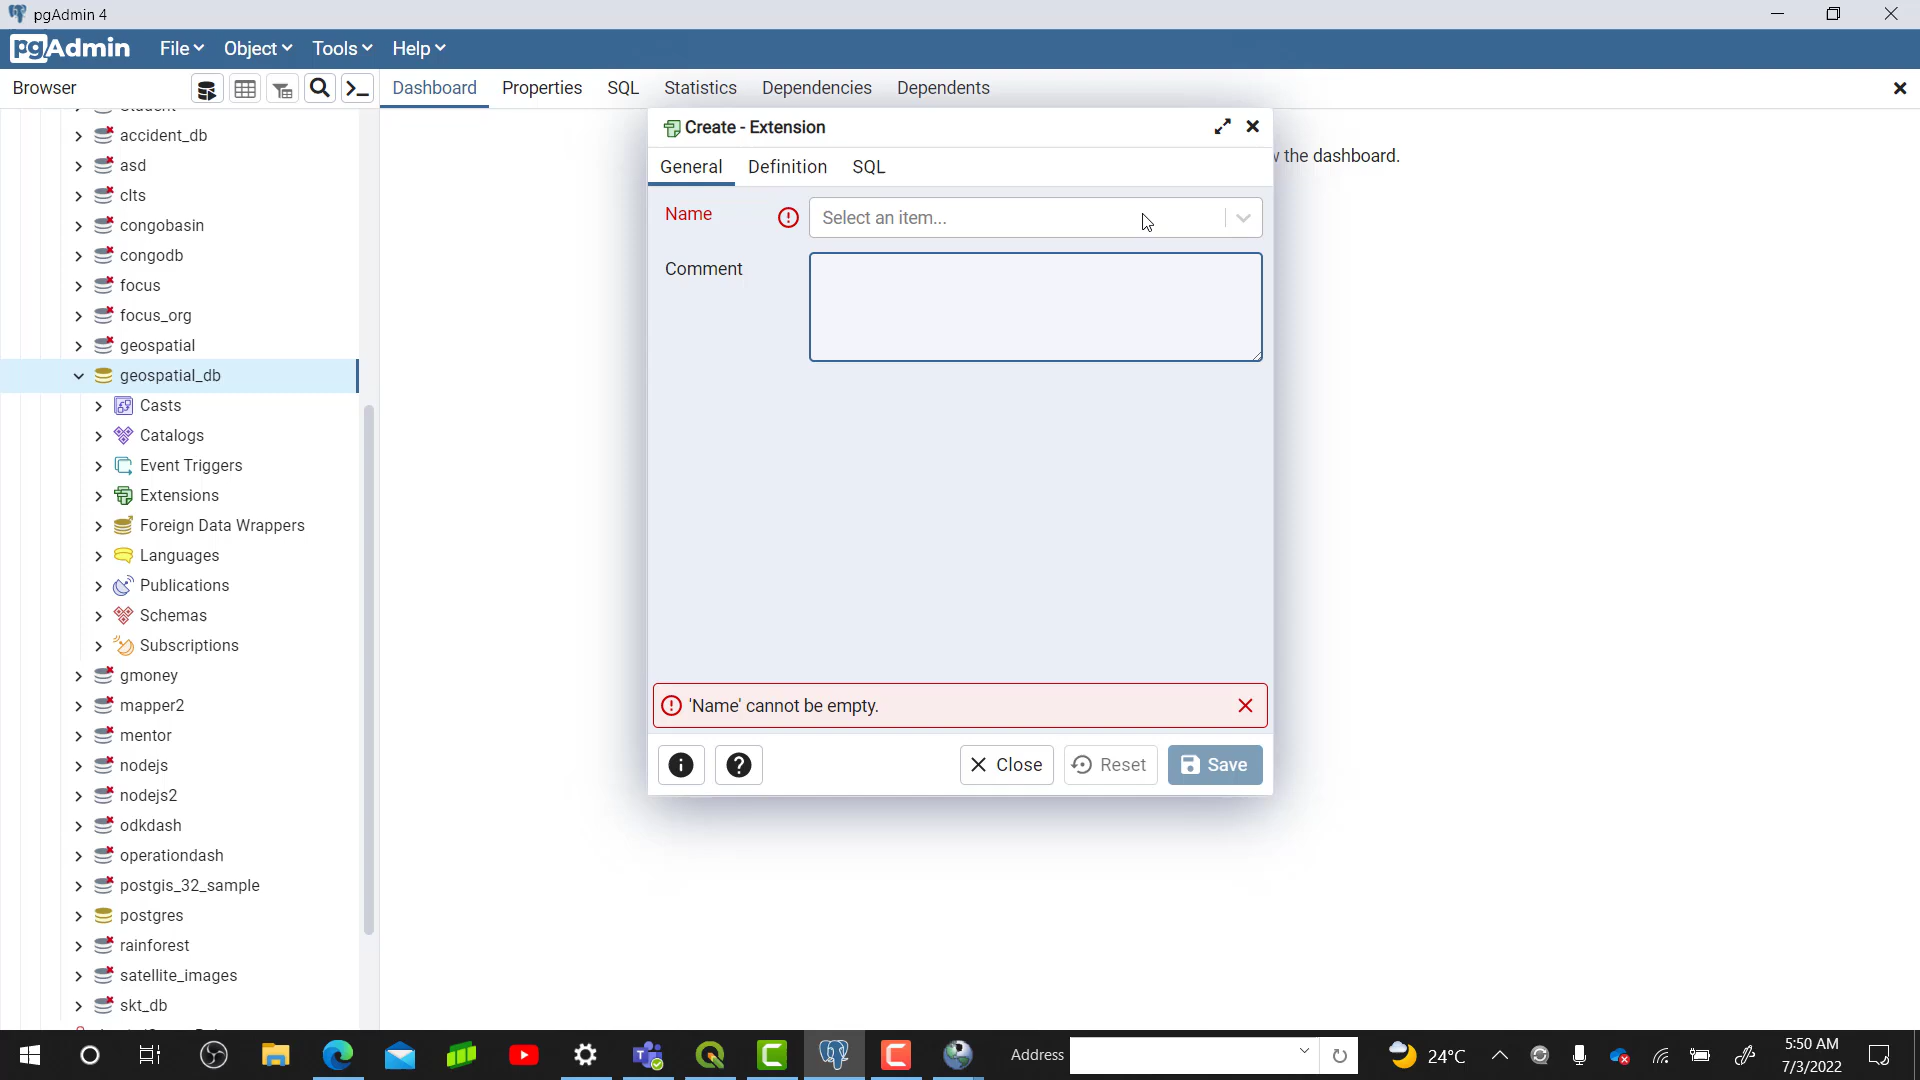 pgAdmin 4
pgAdmin File Object Tools Help
Browser
Dashboard Properties SQL Statistics Dependencies Dependents
accident_db
asd
clts
congobasin
congodb
focus
focus_org
geospatial
geospatial_db
Casts
Catalogs
Event Triggers
Extensions
Foreign Data Wrappers
Languages
Publications
Schemas
Subscriptions
gmoney
mapper2
mentor
nodejs
nodejs2
odkdash
operationdash
postgis_32_sample
postgres
rainforest
satellite_images
skt_db
the dashboard.
Create - Extension
General Definition SQL
Name Select an item...
Comment
'Name' cannot be empty.
Close Reset Save
Address
24°C
5:50 AM
7/3/2022